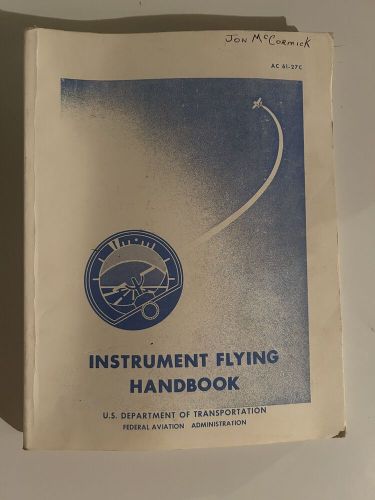 Jon McCormick
AC 61-27C
INSTRUMENT FLYING
HANDBOOK
U.S. DEPARTMENT OF TRANSPORTATION
FEDERAL AVIATION ADMINISTRATION